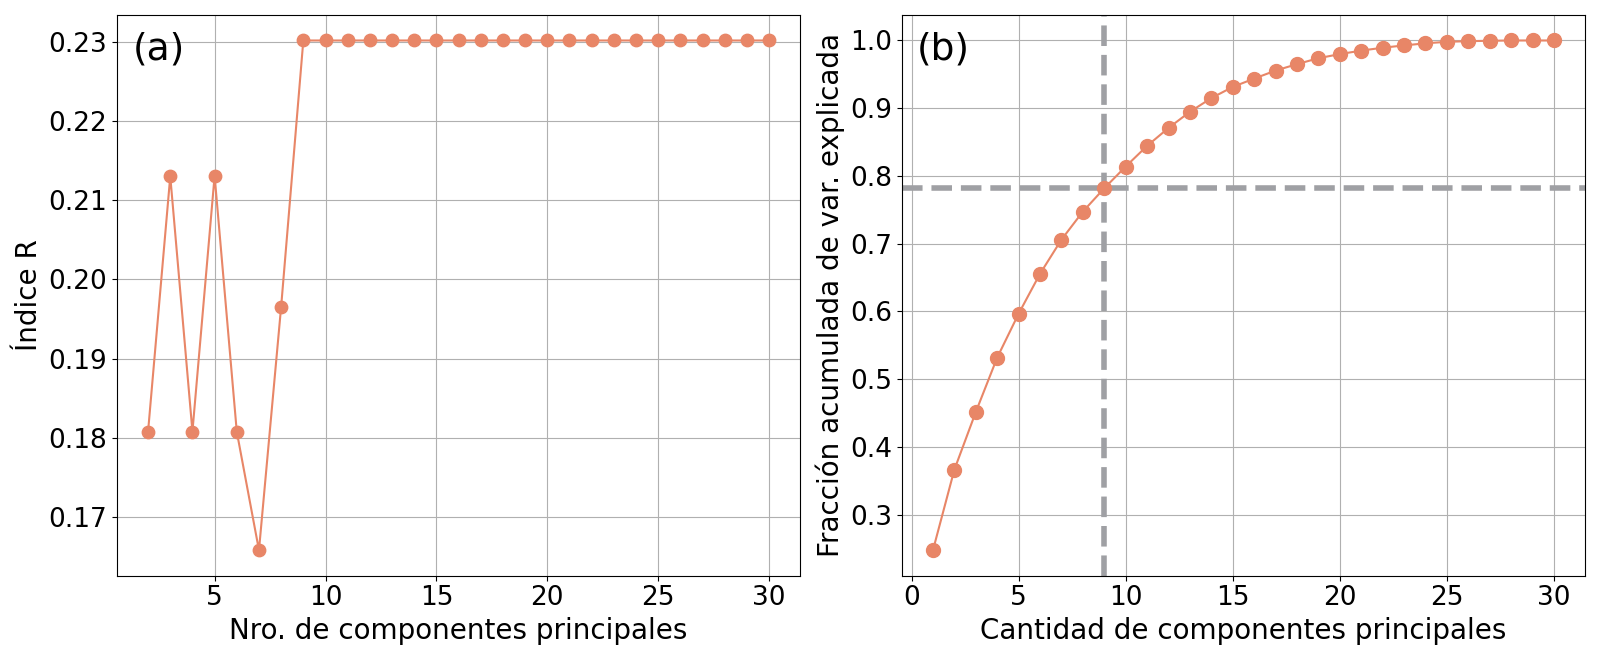 (a)
0.23
0.22
0.21
0.20
0.19
0.18
0.17
Índice R
5 10 15 20 25 30
Nro. de componentes principales
(b)
1.0
0.9
0.8
0.7
0.6
0.5
0.4
0.3
Fracción acumulada de var. explicada
0 5 10 15 20 25 30
Cantidad de componentes principales